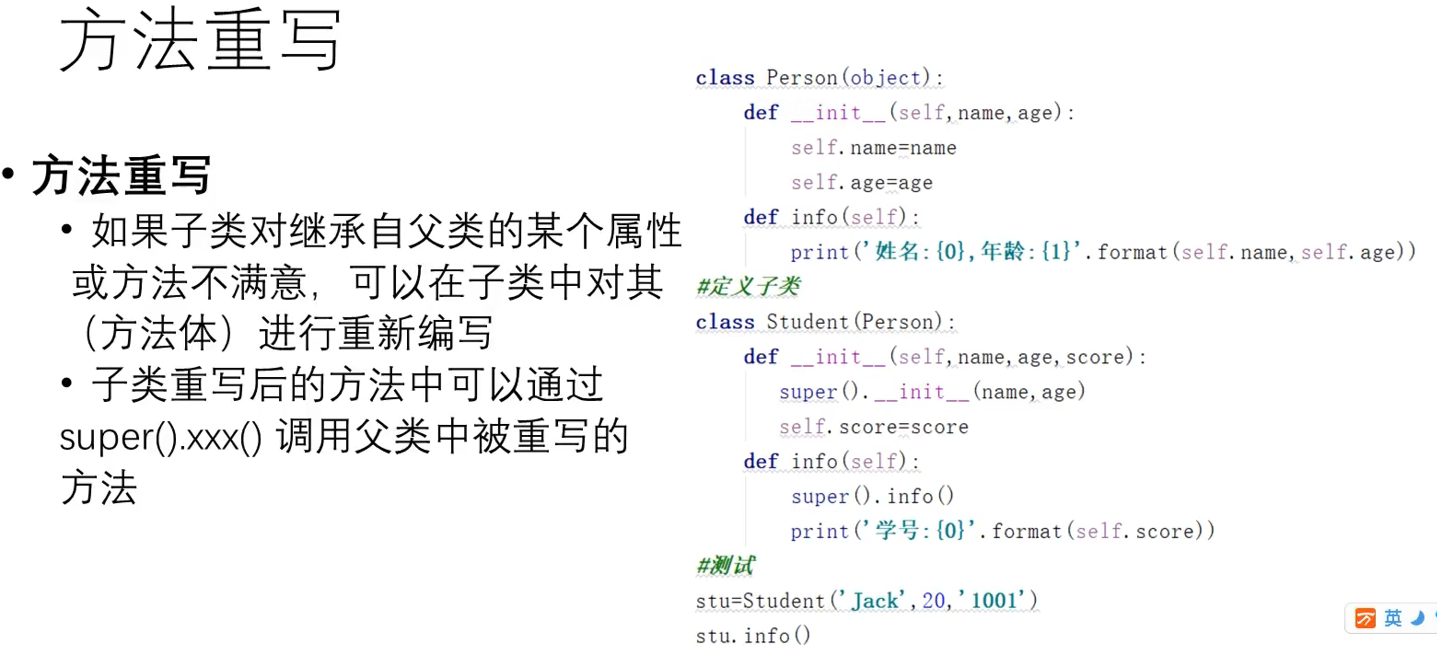 方法重写
• 方法重写
• 如果子类对继承自父类的某个属性
或方法不满意，可以在子类中对其
（方法体）进行重新编写
• 子类重写后的方法中可以通过
super().xxx() 调用父类中被重写的
方法
class Person(object):
    def __init__(self,name,age):
        self.name=name
        self.age=age
    def info(self):
        print('姓名:{0},年龄:{1}'.format(self.name,self.age))
#定义子类
class Student(Person):
    def __init__(self,name,age,score):
       super().__init__(name,age)
       self.score=score
    def info(self):
        super().info()
        print('学号:{0}'.format(self.score))
#测试
stu=Student('Jack',20,'1001')
stu.info()
英